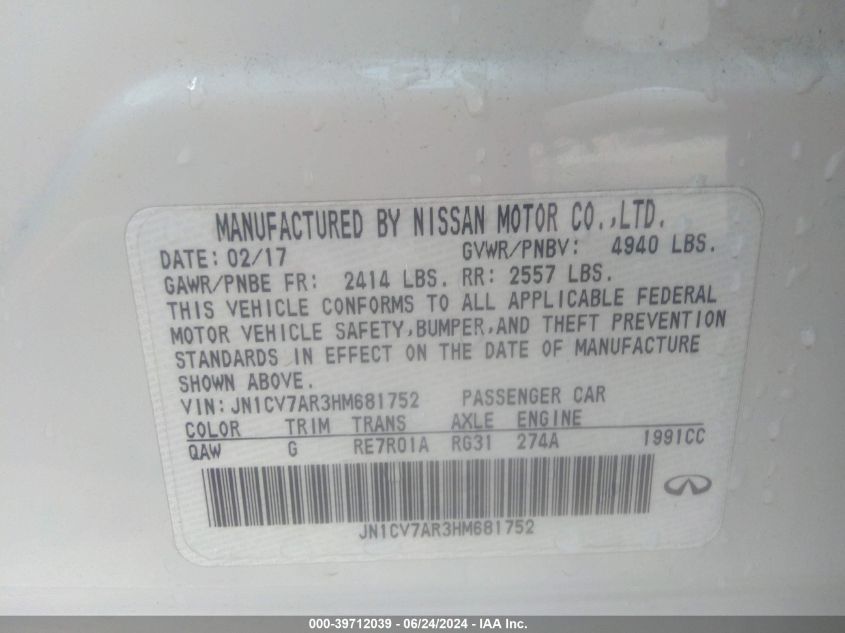 MANUFACTURED BY NISSAN MOTOR CO.,LTD.
DATE: 02/17 GVWR/PNBV: 4940 LBS.
GAWR/PNBE FR: 2414 LBS. RR: 2557 LBS.
THIS VEHICLE CONFORMS TO ALL APPLICABLE FEDERAL
MOTOR VEHICLE SAFETY,BUMPER,AND THEFT PREVENTION
STANDARDS IN EFFECT ON THE DATE OF MANUFACTURE
SHOWN ABOVE.
VIN:JN1CV7AR3HM681752 PASSENGER CAR
COLOR TRIM TRANS AXLE ENGINE
QAW G RE7R01A RG31 274A 1991CC
JN1CV7AR3HM681752
000-39712039 - 06/24/2024 - IAA Inc.